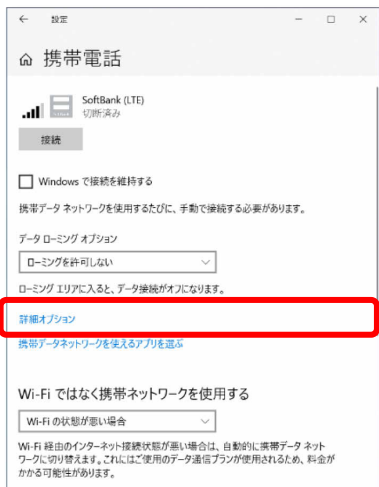 設定
携帯電話
SoftBank (LTE)
切断済み
接続
Windows で接続を維持する
携帯データ ネットワークを使用するたびに、手動で接続する必要があります。
データ ローミング オプション
ローミングを許可しない
ローミング エリアに入ると、データ接続がオフになります。
詳細オプション
携帯データネットワークを使えるアプリを選ぶ
Wi-Fi ではなく携帯ネットワークを使用する
Wi-Fi の状態が悪い場合
Wi-Fi 経由のインターネット接続状態が悪い場合は、自動的に携帯データ ネット
ワークに切り替えます。これにはご使用のデータ通信プランが使用されるため、料金が
かかる可能性があります。